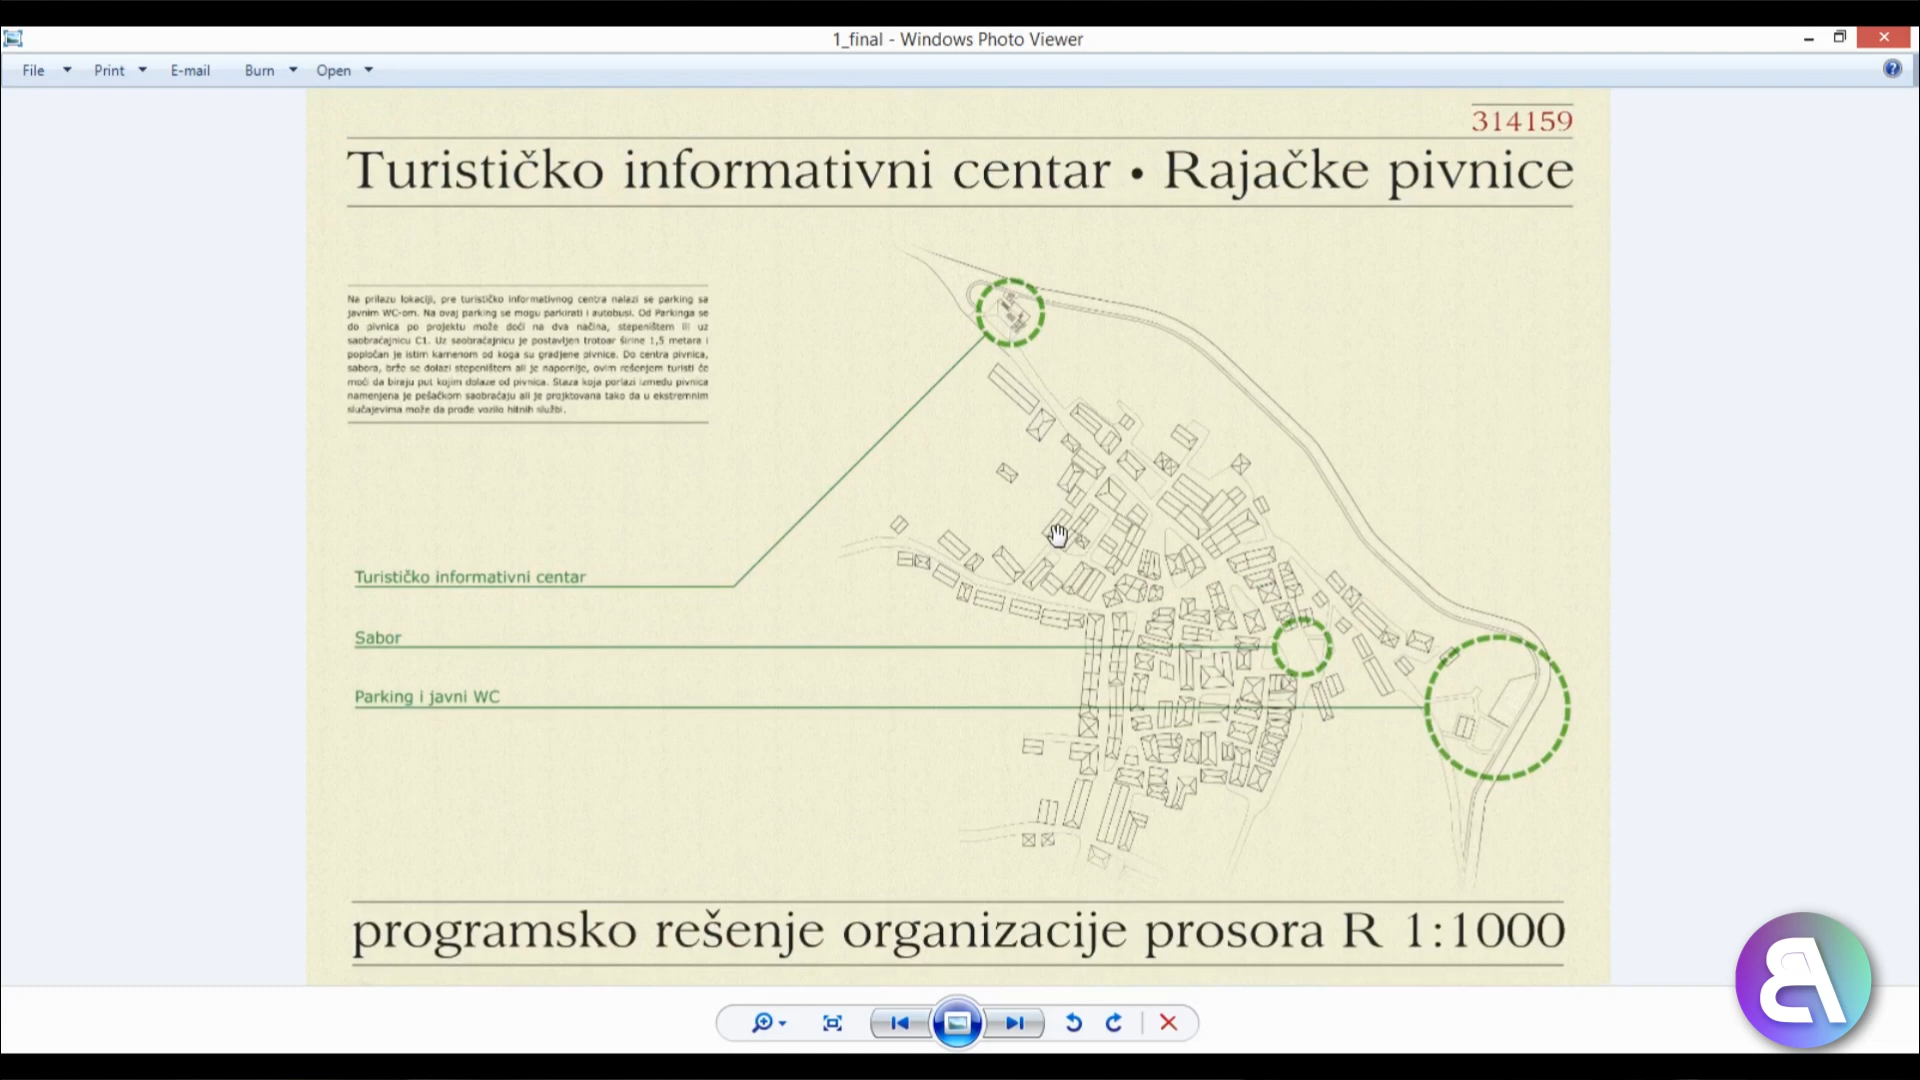 1_final - Windows Photo Viewer
File Print E-mail Burn Open
314159
Turističko informativni centar • Rajačke pivnice
Na prilazu lokaciji, pre turističko informativnog centra nalazi se parking sa
javnim WC-om. Na ovaj parking se mogu parkirati i autobusi. Od Parkinga se
do pivnica po projektu može doći na dva načina, stepeništem ili uz
saobraćajnicu C1. Uz saobraćajnicu je postavljen trotoar širine 1,5 metara i
popločan je istim kamenom od koga su gradjene pivnice. Do centra pivnica,
sabora, brže se dolazi stepeništem ali je napornije, ovim rešenjem turisti će
moći da biraju put kojim dolaze od pivnica. Staza koja porlazi između pivnica
namenjena je pešačkom saobraćaju ali je projktovana tako da u ekstremnim
slučajevima može da prođe vozilo hitnih službi.
Turističko informativni centar
Sabor
Parking i javni WC
programsko rešenje organizacije prosora R 1:1000